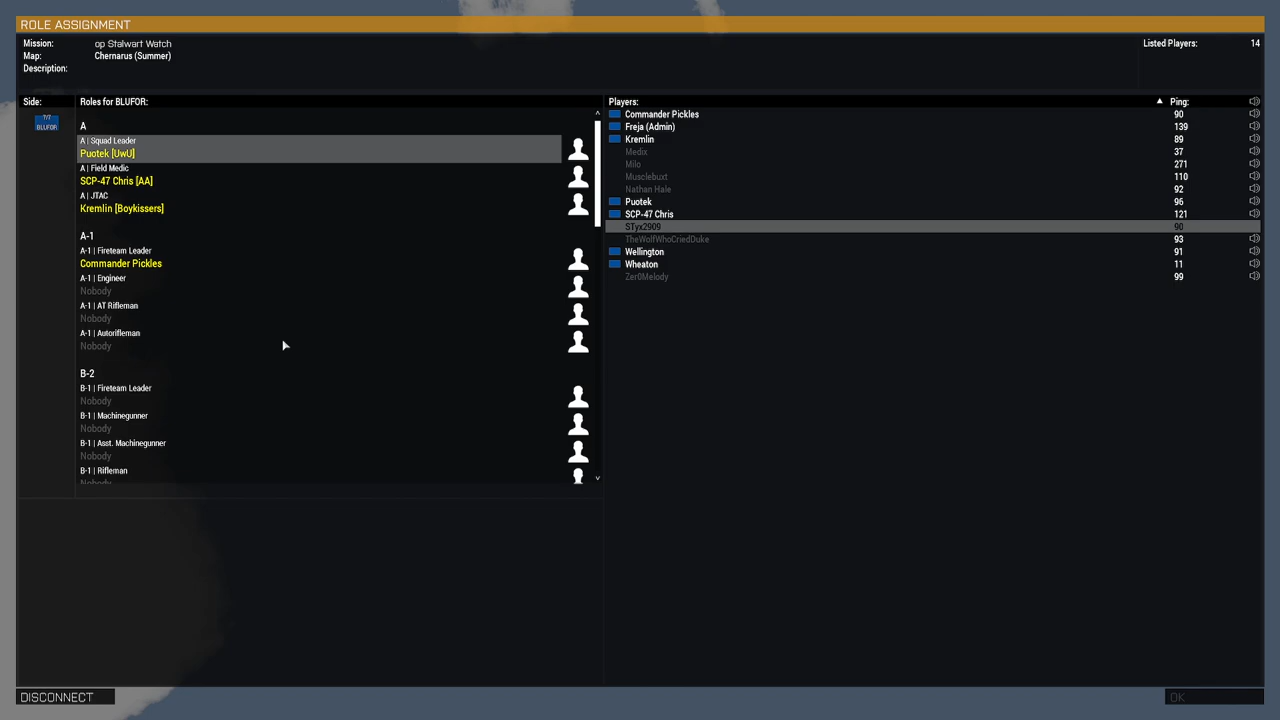 ROLE ASSIGNMENT
Mission: op Stalwart Watch
Map: Chernarus (Summer)
Description:
Listed Players: 14
Side:
7/7
BLUFOR
Roles for BLUFOR:
A
A | Squad Leader
Puotek [UwU]
A | Field Medic
SCP-47 Chris [AA]
A | JTAC
Kremlin [Boykissers]
A-1
A-1 | Fireteam Leader
Commander Pickles
A-1 | Engineer
Nobody
A-1 | AT Rifleman
Nobody
A-1 | Autorifleman
Nobody
B-2
B-1 | Fireteam Leader
Nobody
B-1 | Machinegunner
Nobody
B-1 | Asst. Machinegunner
Nobody
B-1 | Rifleman
Nobody
Players: Ping:
Commander Pickles 90
Freja (Admin) 139
Kremlin 89
Medix 37
Milo 271
Musclebuxt 110
Nathan Hale 92
Puotek 96
SCP-47 Chris 121
STyx2909 90
TheWolfWhoCriedDuke 93
Wellington 91
Wheaton 11
Zer0Melody 99
DISCONNECT
OK